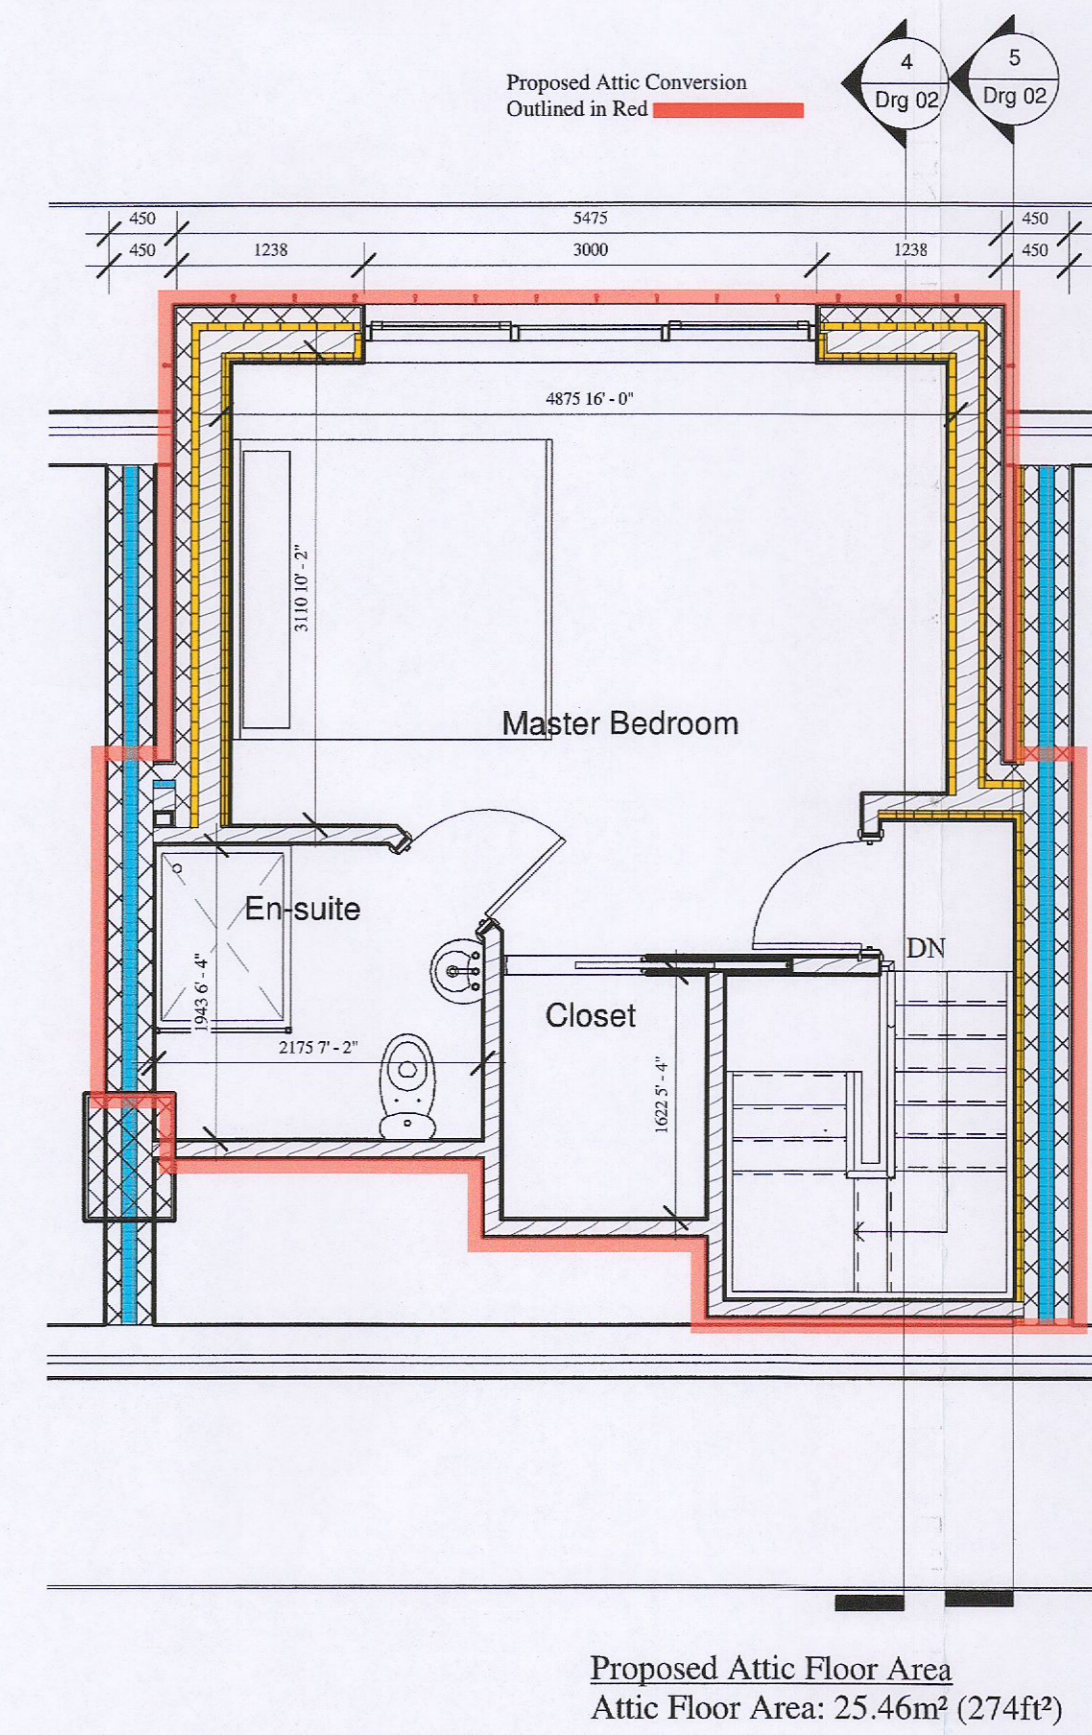 Proposed Attic Conversion
Outlined in Red
4
Drg 02
5
Drg 02
450
5475
450
450
1238
3000
1238
450
4875 16' - 0"
3110 10' - 2"
Master Bedroom
En-suite
DN
1943 6' - 4"
Closet
2175 7' - 2"
1622 5' - 4"
Proposed Attic Floor Area
Attic Floor Area: 25.46m² (274ft²)